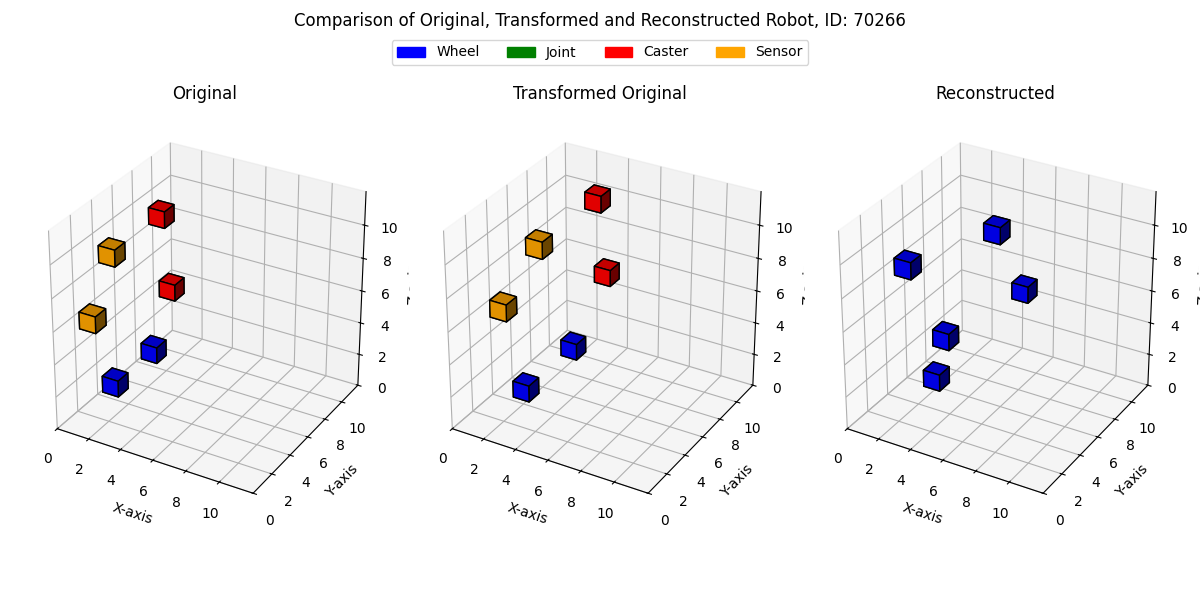 Comparison of Original, Transformed and Reconstructed Robot, ID: 70266
Wheel Joint Caster Sensor
Original
Transformed Original
Reconstructed
0 2 4 6 8 10
X-axis
0 2 4 6 8 10
Y-axis
0 2 4 6 8 10
0 2 4 6 8 10
X-axis
0 2 4 6 8 10
Y-axis
0 2 4 6 8 10
0 2 4 6 8 10
X-axis
0 2 4 6 8 10
Y-axis
0 2 4 6 8 10